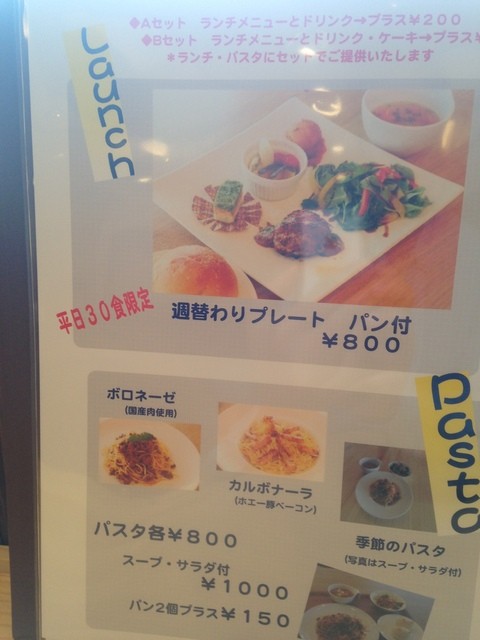 ◆Aセット　ランチメニューとドリンク→プラス¥200
◆Bセット　ランチメニューとドリンク・ケーキ→プラス¥
＊ランチ・パスタにセットでご提供いたします
Launch
平日30食限定
週替わりプレート　パン付
¥800
Pasta
ボロネーゼ
（国産肉使用）
カルボナーラ
（ホエー豚ベーコン）
季節のパスタ
（写真はスープ・サラダ付）
パスタ各¥800
スープ・サラダ付
¥1000
パン2個プラス¥150